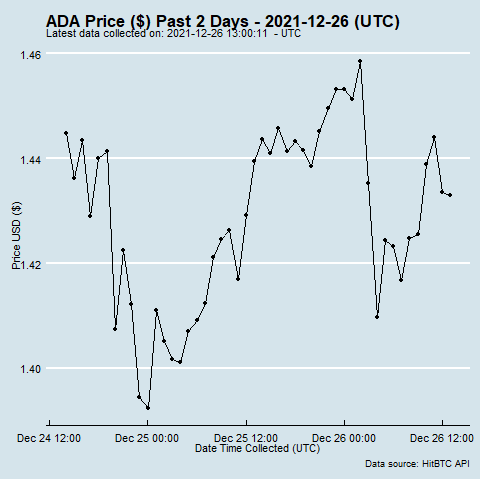 ADA Price ($) Past 2 Days - 2021-12-26 (UTC)
Latest data collected on: 2021-12-26 13:00:11 - UTC
1.46
1.44
1.42
1.40
Price USD ($)
Dec 24 12:00 Dec 25 00:00 Dec 25 12:00 Dec 26 00:00 Dec 26 12:00
Date Time Collected (UTC)
Data source: HitBTC API